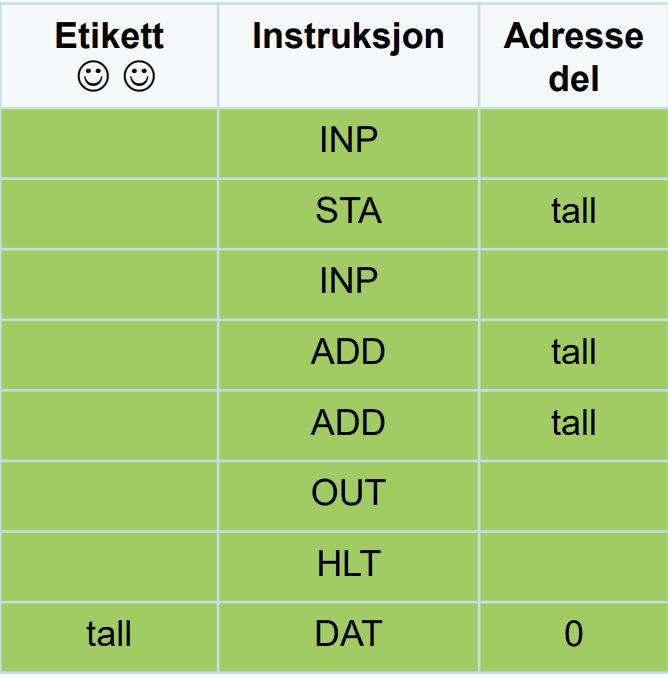 Etikett Instruksjon Adresse
☺ ☺ del
INP
STA tall
INP
ADD tall
ADD tall
OUT
HLT
tall DAT 0